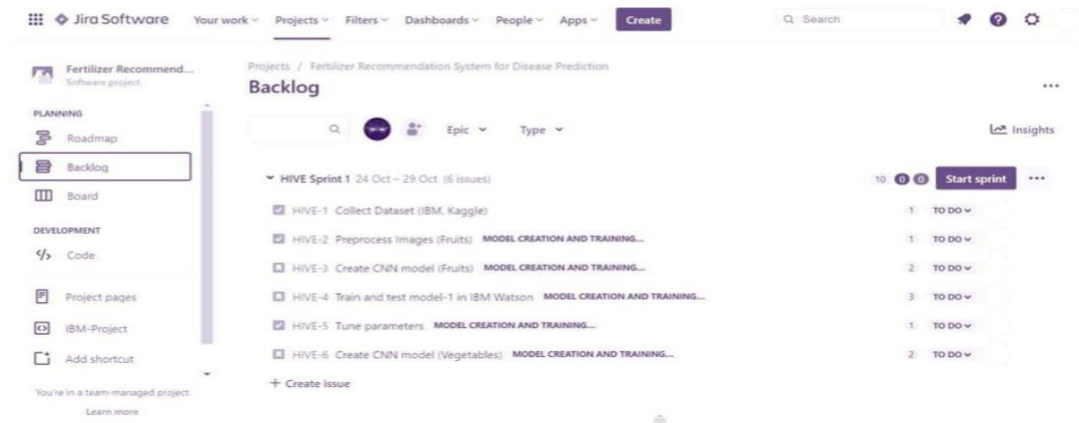 Jira Software Your work Projects Filters Dashboards People Apps Create Search
Fertilizer Recommend...
Software project
PLANNING
Roadmap
Backlog
Board
DEVELOPMENT
Code
Project pages
IBM-Project
Add shortcut
You're in a team-managed project
Learn more
Projects / Fertilizer Recommendation System for Disease Prediction
Backlog
Epic Type Insights
HIVE Sprint 1 24 Oct – 29 Oct (6 issues) 10 0 0 Start sprint
HIVE-1 Collect Dataset (IBM, Kaggle) 1 TO DO
HIVE-2 Preprocess Images (Fruits) MODEL CREATION AND TRAINING... 1 TO DO
HIVE-3 Create CNN model (Fruits) MODEL CREATION AND TRAINING... 2 TO DO
HIVE-4 Train and test model-1 in IBM Watson MODEL CREATION AND TRAINING... 3 TO DO
HIVE-5 Tune parameters MODEL CREATION AND TRAINING... 1 TO DO
HIVE-6 Create CNN model (Vegetables) MODEL CREATION AND TRAINING... 2 TO DO
+ Create issue